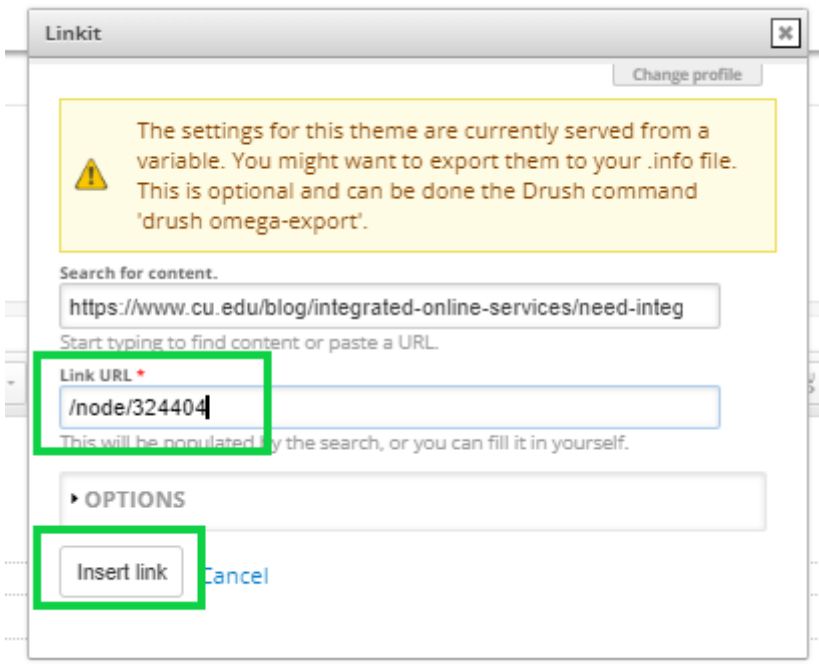 Linkit
Change profile
The settings for this theme are currently served from a
variable. You might want to export them to your .info file.
This is optional and can be done the Drush command
'drush omega-export'.
Search for content.
https://www.cu.edu/blog/integrated-online-services/need-integ
Start typing to find content or paste a URL.
Link URL *
/node/324404
This will be populated by the search, or you can fill it in yourself.
OPTIONS
Insert link Cancel